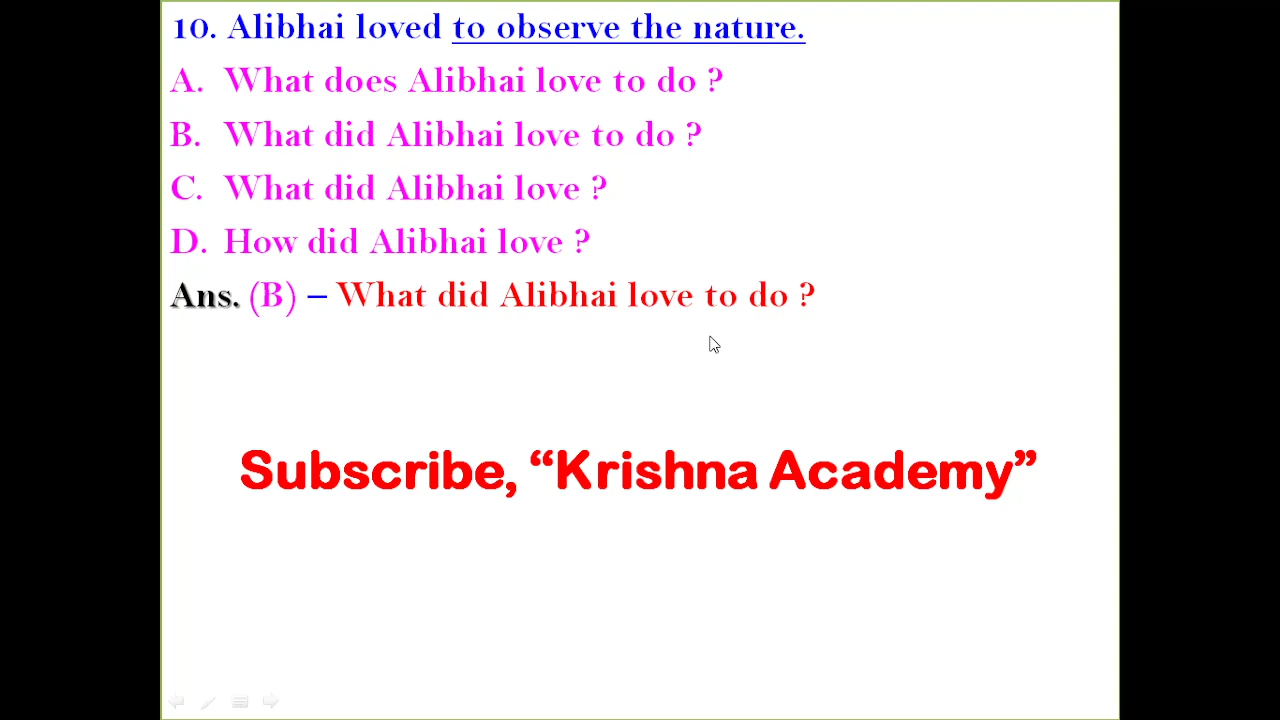 10. Alibhai loved to observe the nature.
A. What does Alibhai love to do ?
B. What did Alibhai love to do ?
C. What did Alibhai love ?
D. How did Alibhai love ?
Ans. (B) – What did Alibhai love to do ?
Subscribe, “Krishna Academy”